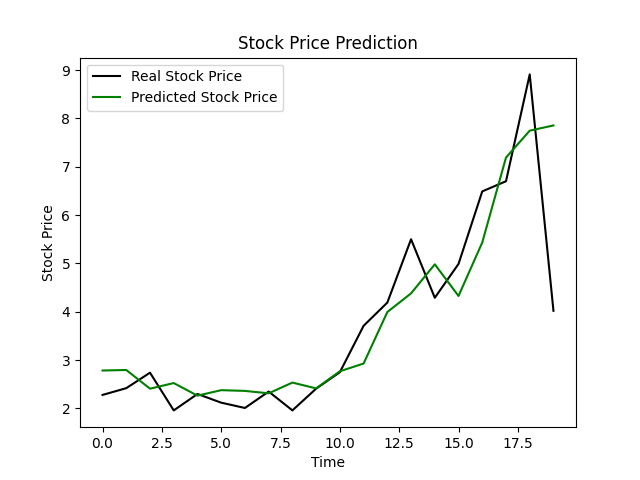 Stock Price Prediction
Real Stock Price
Predicted Stock Price
Stock Price
9
8
7
6
5
4
3
2
0.0 2.5 5.0 7.5 10.0 12.5 15.0 17.5
Time